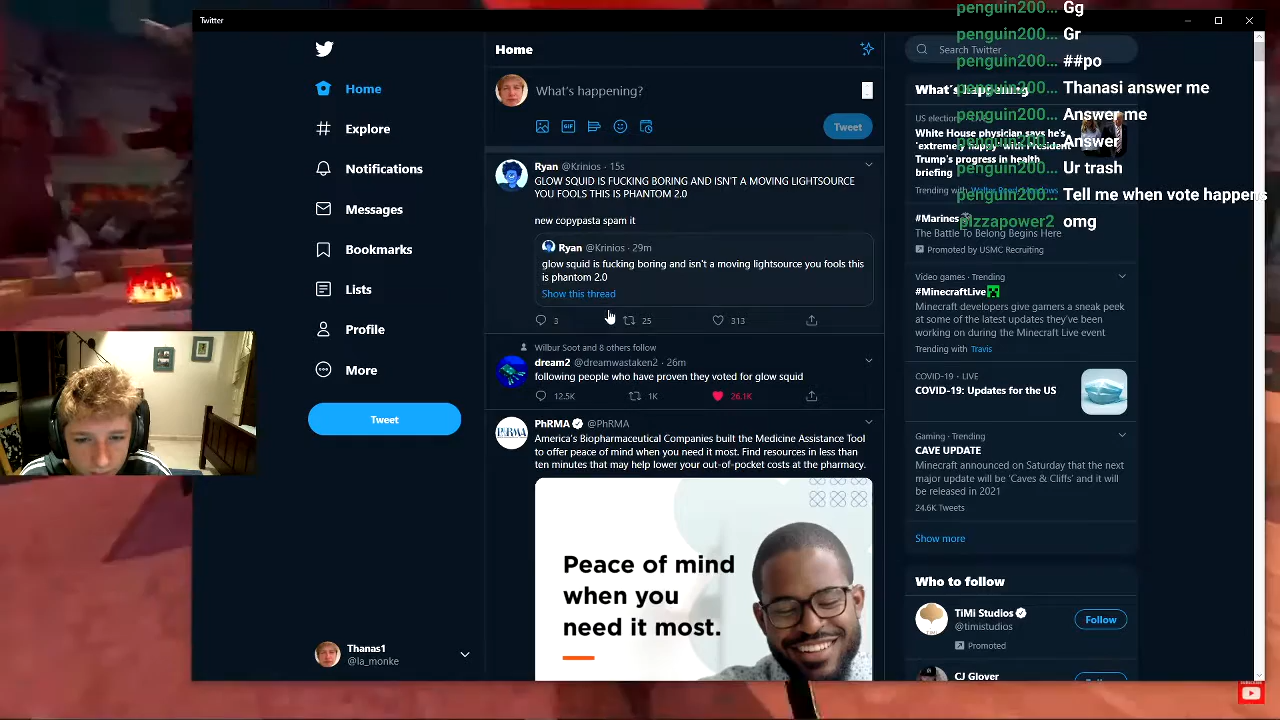 Twitter
Home
Explore
Notifications
Messages
Bookmarks
Lists
Profile
More
Tweet
Thanas1
@la_monke
Home
What's happening?
GIF
Tweet
Ryan @Krinios · 15s
GLOW SQUID IS FUCKING BORING AND ISN'T A MOVING LIGHTSOURCE
YOU FOOLS THIS IS PHANTOM 2.0
new copypasta spam it
Ryan @Krinios · 29m
glow squid is fucking boring and isn't a moving lightsource you fools this
is phantom 2.0
Show this thread
3 25 313
Wilbur Soot and 8 others follow
dream2 @dreamwastaken2 · 26m
following people who have proven they voted for glow squid
12.5K 1K 26.1K
PhRMA @PhRMA
America's Biopharmaceutical Companies built the Medicine Assistance Tool
to offer peace of mind when you need it most. Find resources in less than
ten minutes that may help lower your out-of-pocket costs at the pharmacy.
PhRMA
Peace of mind
when you
need it most.
Search Twitter
What's happening
US elections
White House physician says he's
'extremely happy' with President
Trump's progress in health
briefing
Trending with Walter Reed, Meadows
#Marines
The Battle To Belong Begins Here
Promoted by USMC Recruiting
Video games · Trending
#MinecraftLive
Minecraft developers give gamers a sneak
peek at some of the latest updates they've been
working on during the Minecraft Live event
Trending with Travis
COVID-19 · LIVE
COVID-19: Updates for the US
Gaming · Trending
CAVE UPDATE
Minecraft announced on Saturday that the next
major update will be 'Caves & Cliffs' and it will
be released in 2021
24.6K Tweets
Show more
Who to follow
TiMi Studios
@timistudios
Follow
Promoted
CJ Glover
penguin200... Gg
penguin200... Gr
penguin200... ##po
penguin200... Thanasi answer me
penguin200... Answer me
penguin200... Answer
penguin200... Ur trash
penguin200... Tell me when vote happens
pizzapower2 omg